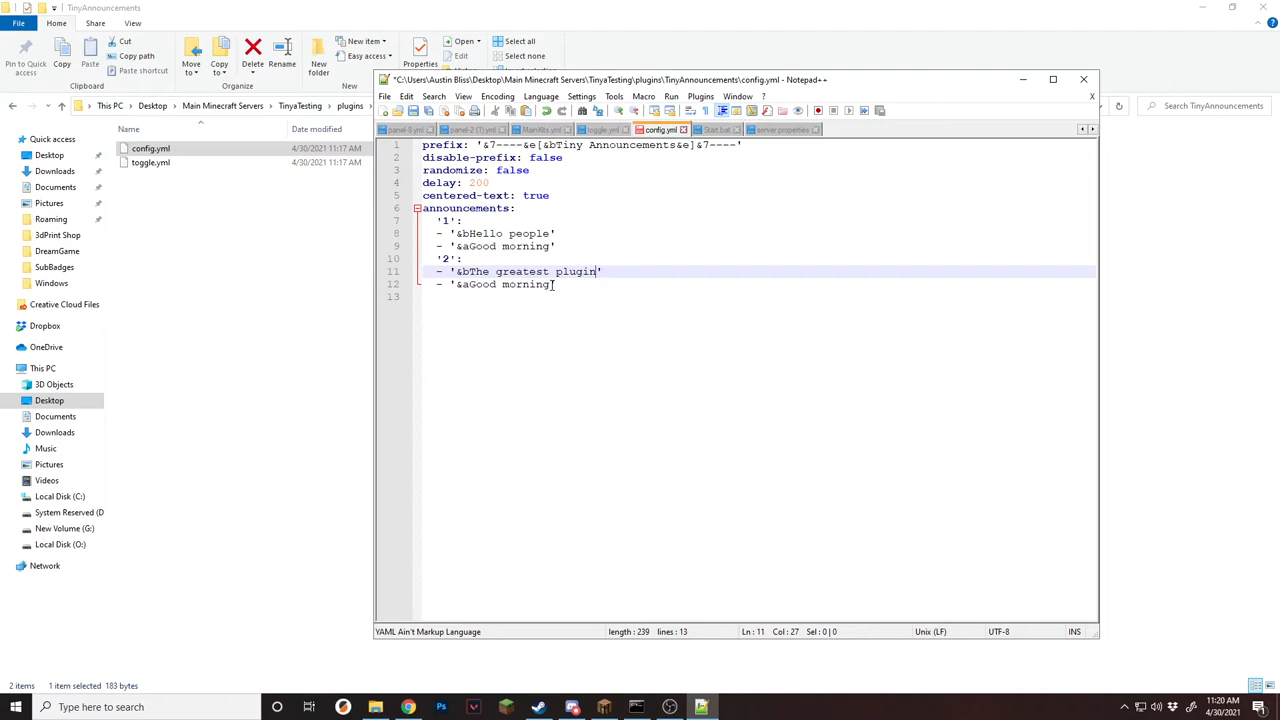 TinyAnnouncements
File
Home
Share
View
Pin to Quick access
Copy
Paste
Cut
Copy path
Paste shortcut
Clipboard
Move to
Copy to
Delete
Rename
Organize
New folder
New item
Easy access
New
Properties
Open
Edit
Select all
Select none
This PC
Desktop
Main Minecraft Servers
TinyaTesting
plugins
Search TinyAnnouncements
Name
Date modified
config.yml
4/30/2021 11:17 AM
toggle.yml
4/30/2021 11:17 AM
Quick access
Desktop
Downloads
Documents
Pictures
Roaming
3dPrint Shop
DreamGame
SubBadges
Windows
Creative Cloud Files
Dropbox
OneDrive
This PC
3D Objects
Desktop
Documents
Downloads
Music
Pictures
Videos
Local Disk (C:)
System Reserved (D
New Volume (G:)
Local Disk (O:)
Network
2 items
1 item selected 183 bytes
*C:\Users\Austin Bliss\Desktop\Main Minecraft Servers\TinyaTesting\plugins\TinyAnnouncements\config.yml - Notepad++
File Edit Search View Encoding Language Settings Tools Macro Run Plugins Window ?
X
panel-8.yml
panel-2 (1).yml
MainKits.yml
toggle.yml
config.yml
Start.bat
server.properties
1 prefix: '&7----&e[&bTiny Announcements&e]&7----'
2 disable-prefix: false
3 randomize: false
4 delay: 200
5 centered-text: true
6 announcements:
7 '1':
8 - '&bHello people'
9 - '&aGood morning'
10 '2':
11 - '&bThe greatest plugin'
12 - '&aGood morning'
13
YAML Ain't Markup Language
length : 239 lines : 13
Ln : 11 Col : 27 Sel : 0 | 0
Unix (LF)
UTF-8
INS
Type here to search
11:20 AM
4/30/2021